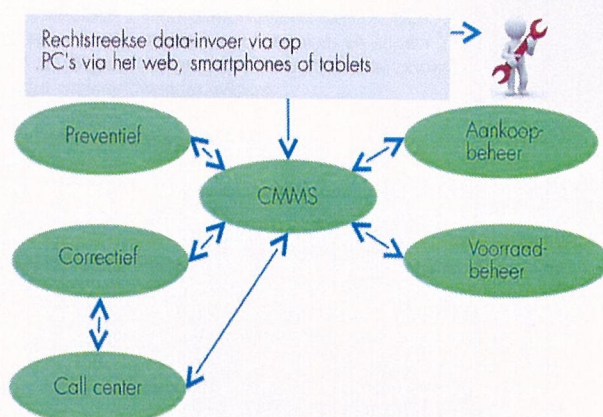 Rechtstreekse data-invoer via op
PC's via het web, smartphones of tablets
Preventief
Aankoop-
beheer
CMMS
Correctief
Voorraad-
beheer
Call center